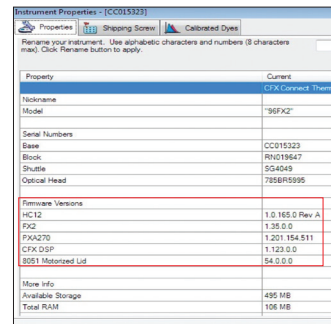 Instrument Properties - [CC015323]
Properties Shipping Screw Calibrated Dyes
Rename your instrument. Use alphabetic characters and numbers (8 characters
max). Click Rename button to apply.
Property Current
CFX Connect Therm
Nickname
Model "96FX2"
Serial Numbers
Base CC015323
Block RN019647
Shuttle SG4049
Optical Head 785BR5995
Firmware Versions
HC12 1.0.165.0 Rev A
FX2 1.35.0.0
PXA270 1.201.154.511
CFX DSP 1.123.0.0
8051 Motorized Lid 54.0.0.0
More Info
Available Storage 495 MB
Total RAM 106 MB